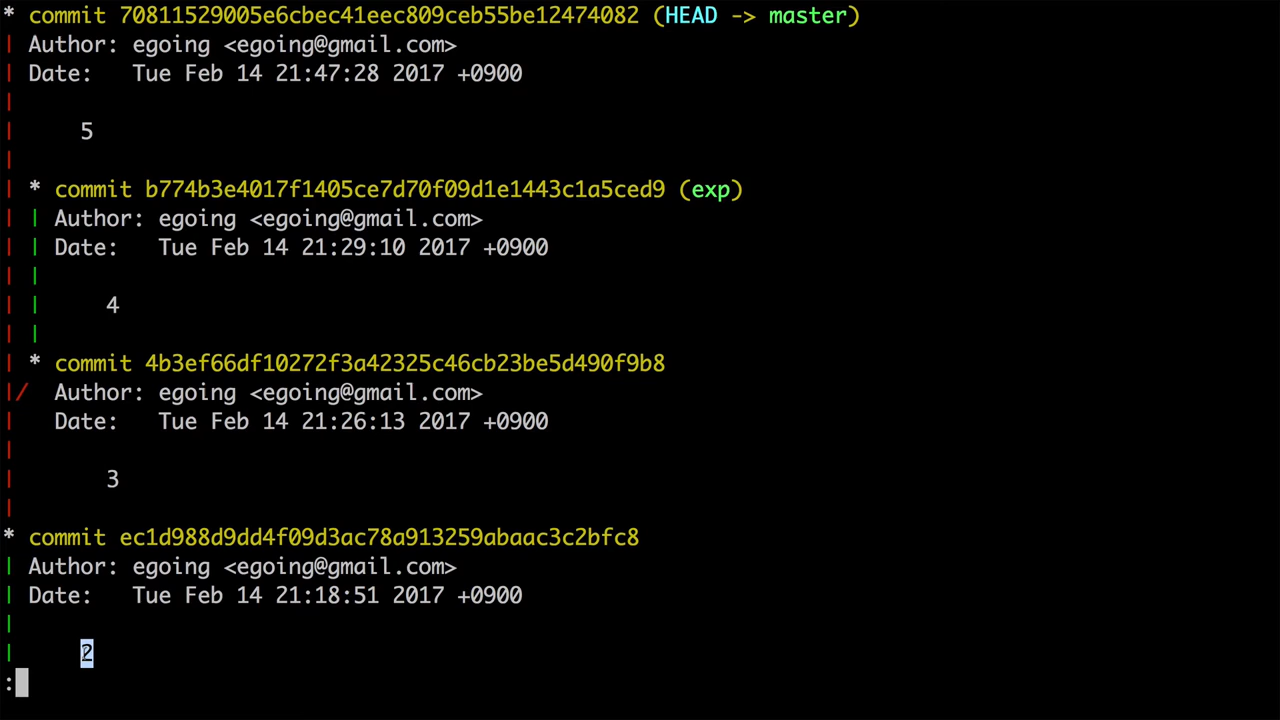 * commit 70811529005e6cbec41eec809ceb55be12474082 (HEAD -> master)
| Author: egoing <egoing@gmail.com>
| Date:   Tue Feb 14 21:47:28 2017 +0900
|
|     5
|
| * commit b774b3e4017f1405ce7d70f09d1e1443c1a5ced9 (exp)
| | Author: egoing <egoing@gmail.com>
| | Date:   Tue Feb 14 21:29:10 2017 +0900
| |
| |     4
| |
| * commit 4b3ef66df10272f3a42325c46cb23be5d490f9b8
|/  Author: egoing <egoing@gmail.com>
|   Date:   Tue Feb 14 21:26:13 2017 +0900
|
|       3
|
* commit ec1d988d9dd4f09d3ac78a913259abaac3c2bfc8
| Author: egoing <egoing@gmail.com>
| Date:   Tue Feb 14 21:18:51 2017 +0900
|
|     2
: